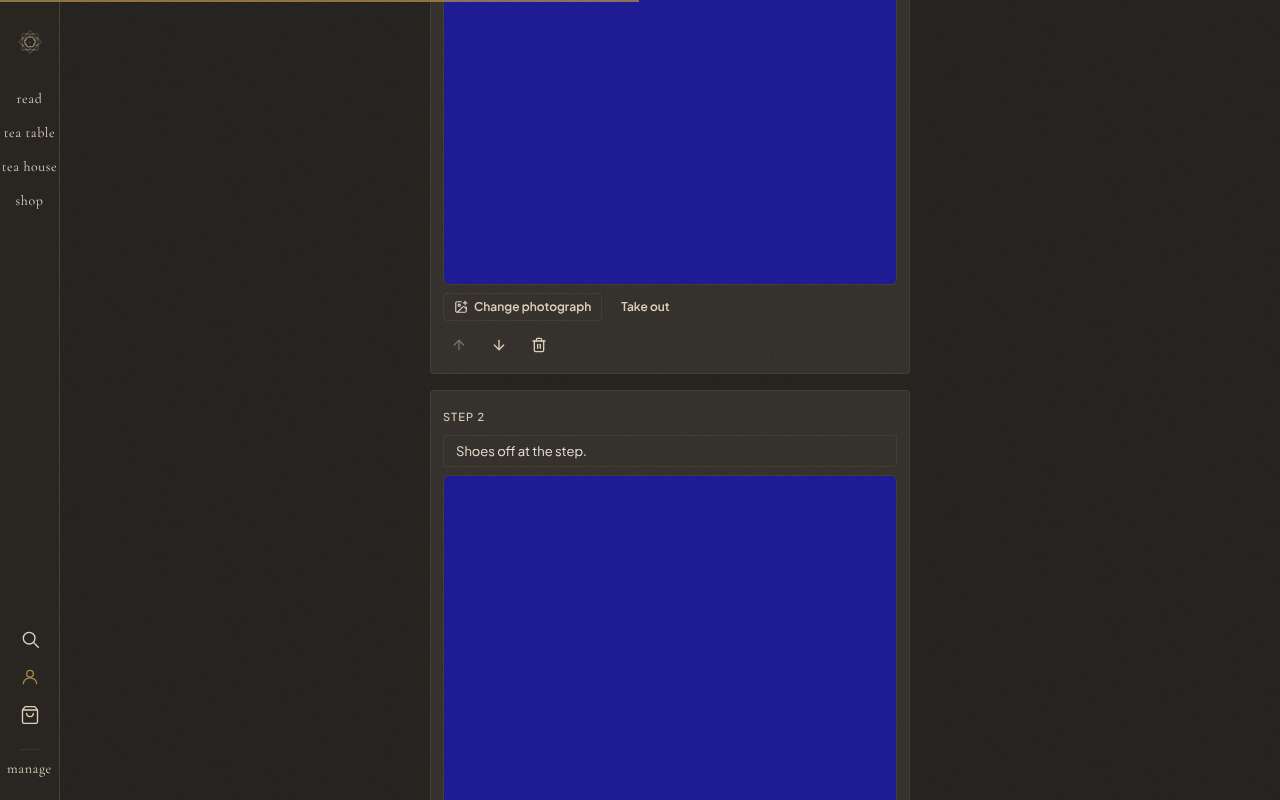 read
tea table
tea house
shop
Change photograph
Take out
STEP 2
Shoes off at the step.
manage